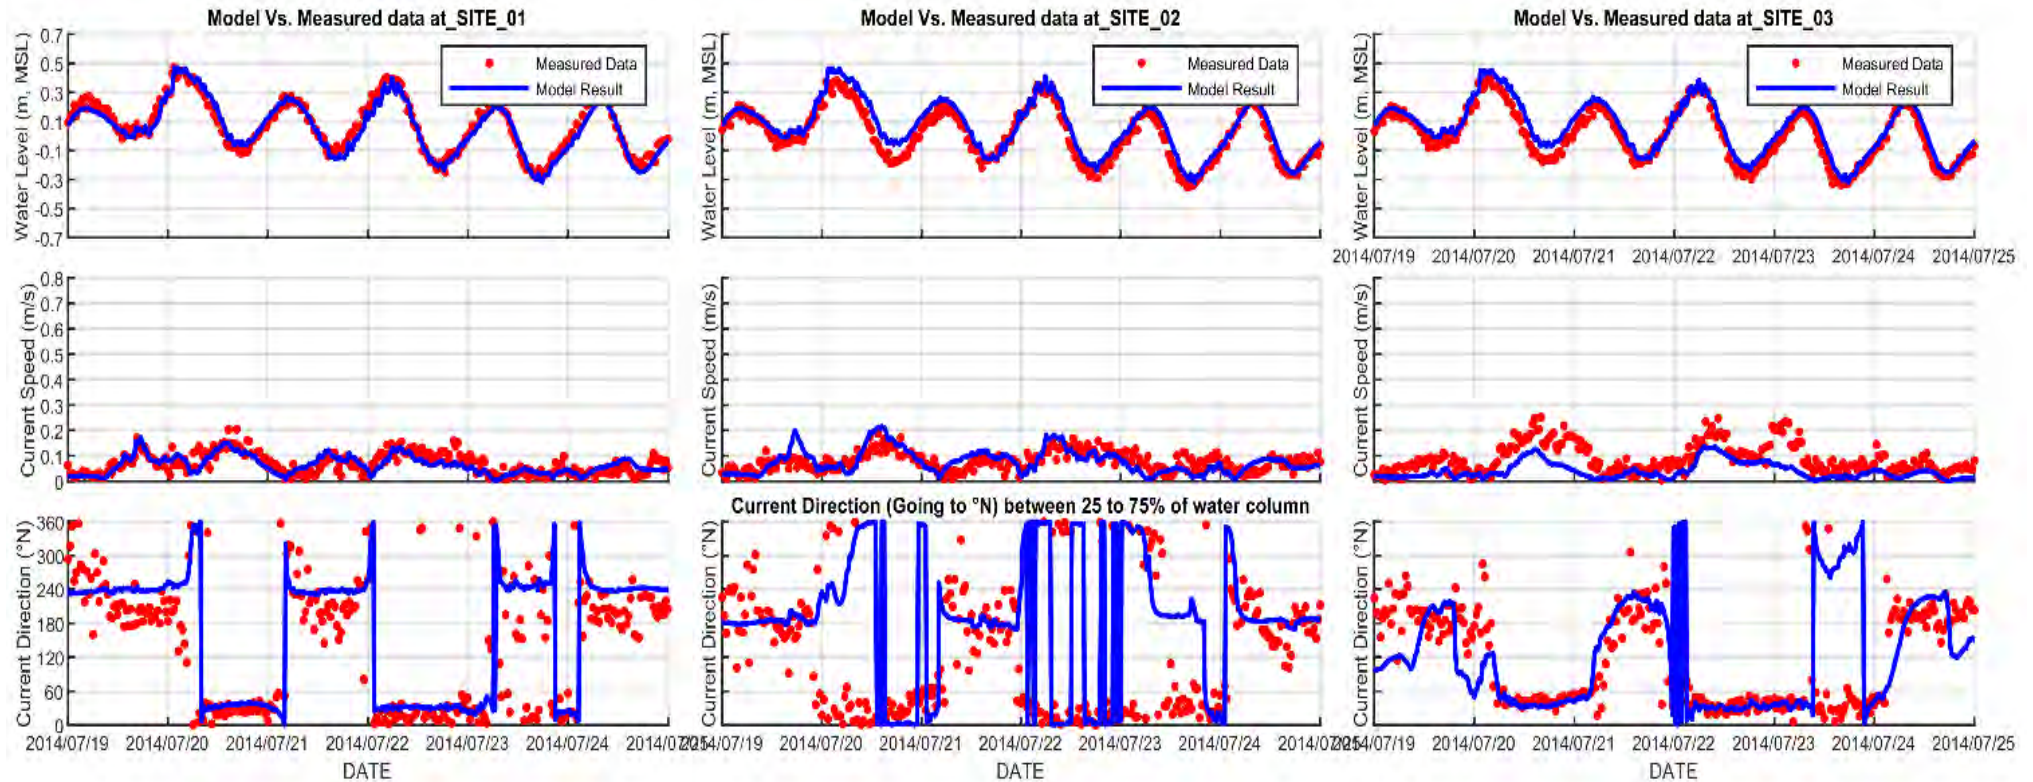 Model Vs. Measured data at_SITE_01
Model Vs. Measured data at_SITE_02
Model Vs. Measured data at_SITE_03
Water Level (m, MSL)
0.7
0.5
0.3
0.1
-0.1
-0.3
-0.5
-0.7
Measured Data
Model Result
Water Level (m, MSL)
Measured Data
Model Result
Water Level (m, MSL)
Measured Data
Model Result
2014/07/19 2014/07/20 2014/07/21 2014/07/22 2014/07/23 2014/07/24 2014/07/25
Current Speed (m/s)
0.8
0.7
0.6
0.5
0.4
0.3
0.2
0.1
0
Current Speed (m/s)
Current Speed (m/s)
Current Direction (Going to °N) between 25 to 75% of water column
Current Direction (°N)
360
300
240
180
120
60
0
Current Direction (°N)
Current Direction (°N)
2014/07/19 2014/07/20 2014/07/21 2014/07/22 2014/07/23 2014/07/24 2014/07/25
2014/07/19 2014/07/20 2014/07/21 2014/07/22 2014/07/23 2014/07/24 2014/07/25
2014/07/19 2014/07/20 2014/07/21 2014/07/22 2014/07/23 2014/07/24 2014/07/25
DATE
DATE
DATE